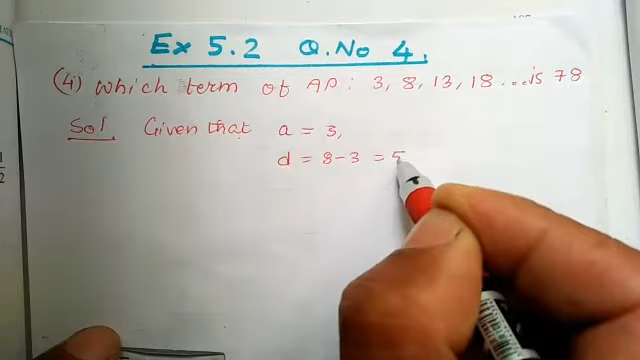 Ex 5.2 Q.No 4.
(4) Which term of AP: 3, 8, 13, 18 ... is 78
Sol Given that a = 3,
d = 8-3 = 5